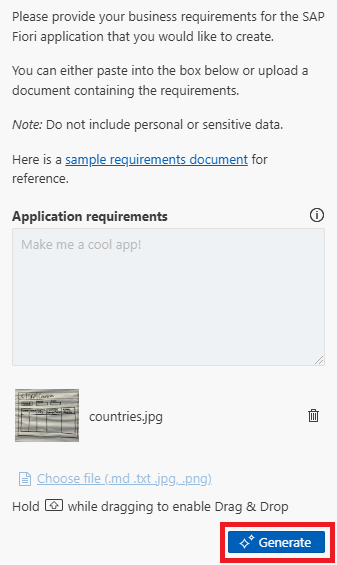 Please provide your business requirements for the SAP
Fiori application that you would like to create.
You can either paste into the box below or upload a
document containing the requirements.
Note: Do not include personal or sensitive data.
Here is a sample requirements document for
reference.
Application requirements
Make me a cool app!
countries.jpg
Choose file (.md .txt .jpg, .png)
Hold while dragging to enable Drag & Drop
Generate